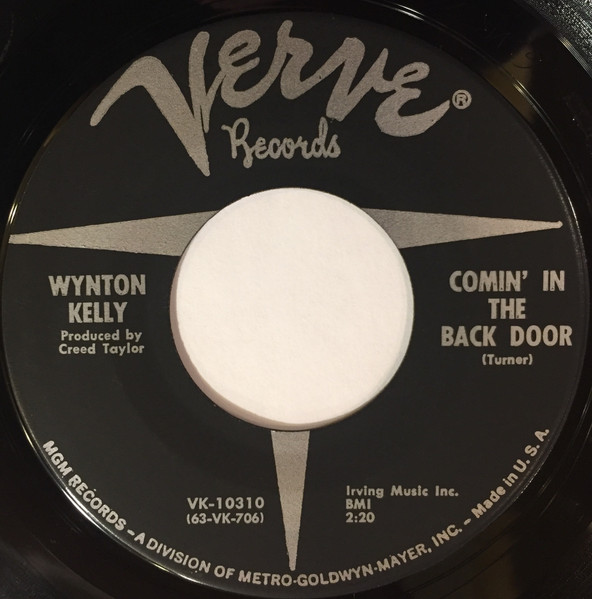 VERVE®
Records
WYNTON
KELLY
Produced by
Creed Taylor
COMIN' IN
THE
BACK DOOR
(Turner)
VK-10310
(63-VK-706)
Irving Music Inc.
BMI
2:20
MGM RECORDS – A DIVISION OF METRO-GOLDWYN-MAYER, INC. – Made in U. S. A.